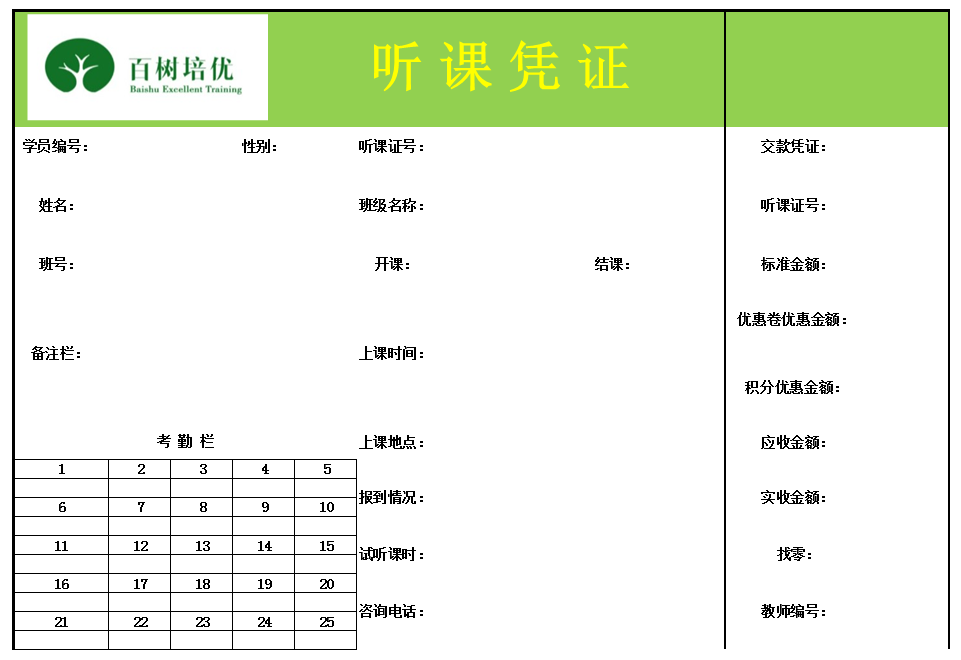 百树培优
Baishu Excellent Training
听课凭证
学员编号： 性别： 听课证号： 交款凭证：
姓名： 班级名称： 听课证号：
班号： 开课： 结课： 标准金额：
优惠卷优惠金额：
备注栏： 上课时间：
积分优惠金额：
考勤栏 上课地点： 应收金额：
1 2 3 4 5
报到情况： 实收金额：
6 7 8 9 10
11 12 13 14 15
试听课时： 找零：
16 17 18 19 20
咨询电话： 教师编号：
21 22 23 24 25